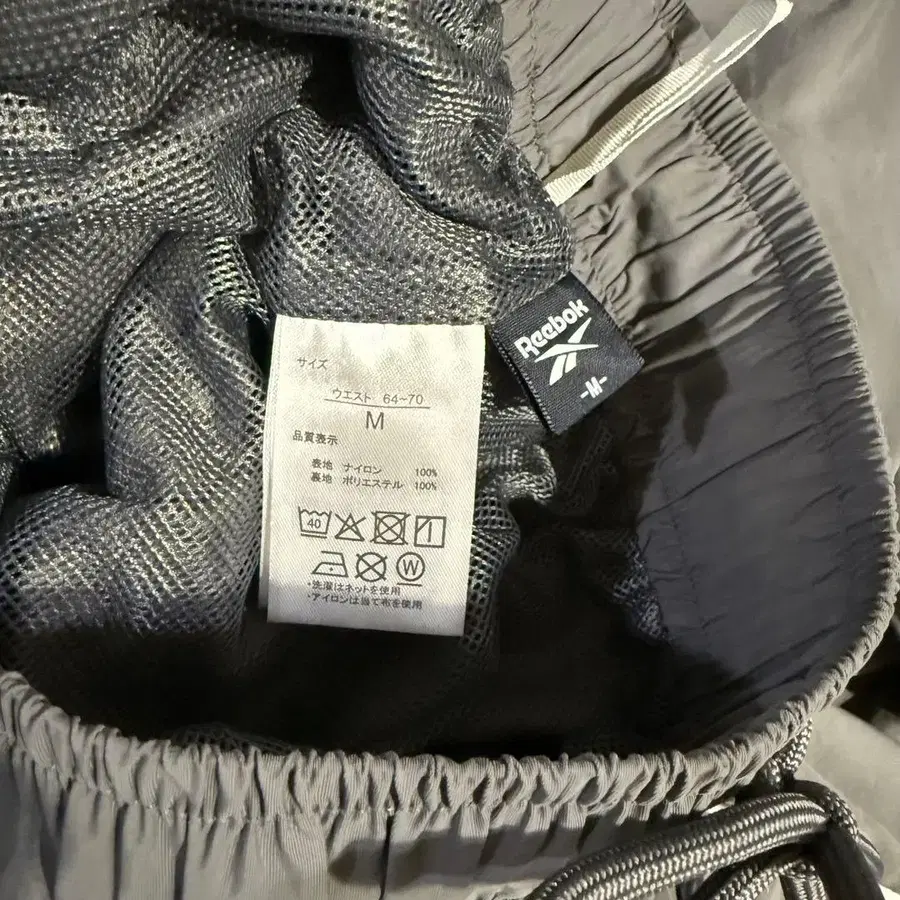 サイズ
ウエスト 64~70
M
品質表示
表地 ナイロン 100%
裏地 ポリエステル 100%
40
W
・洗濯はネットを使用
・アイロンは当て布を使用
Reebok
-M-